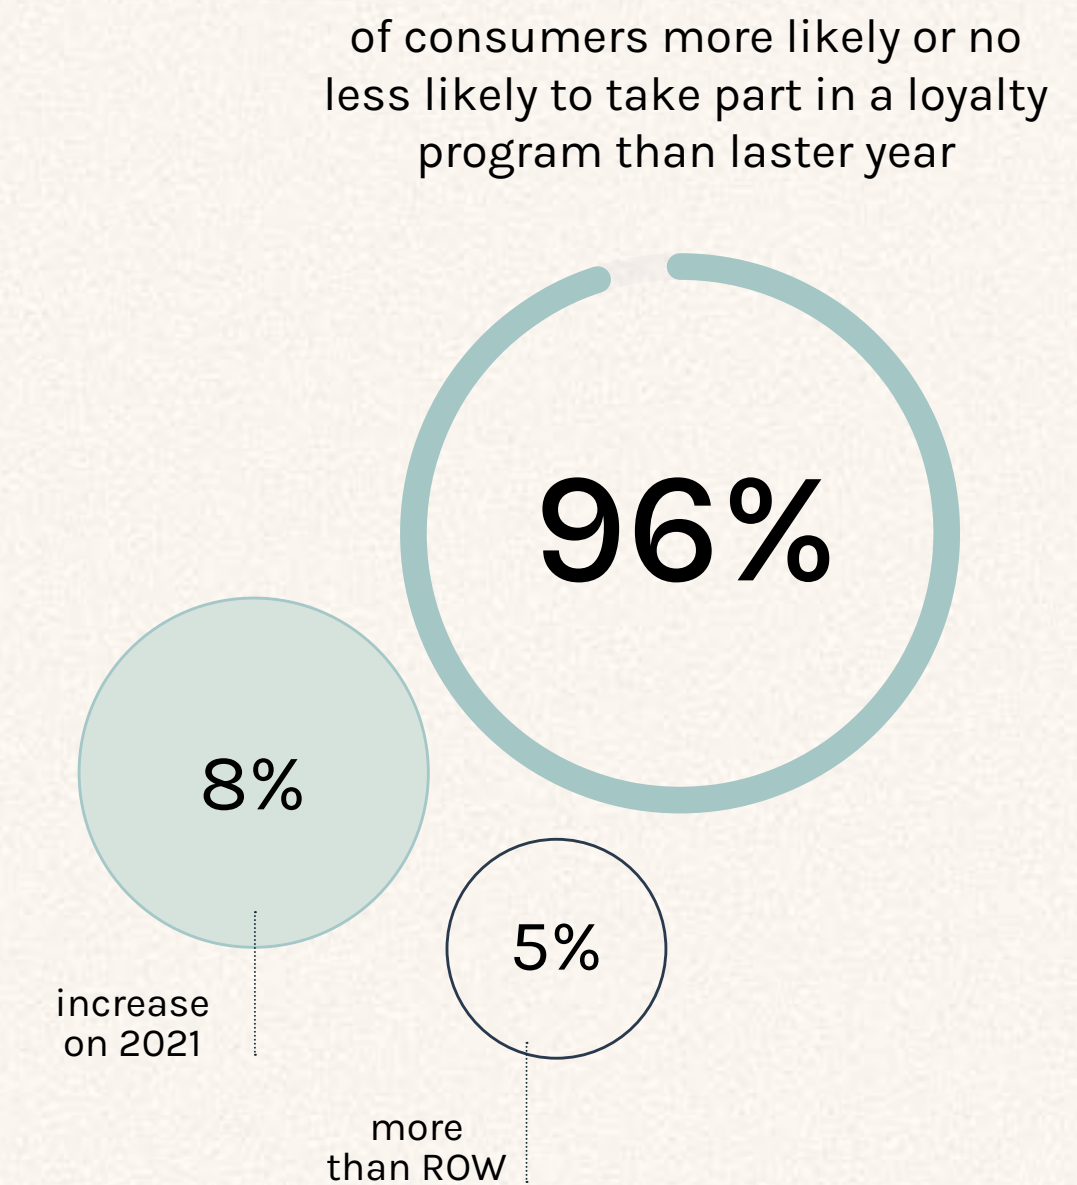 of consumers more likely or no
less likely to take part in a loyalty
program than laster year
96%
8%
increase
on 2021
5%
more
than ROW